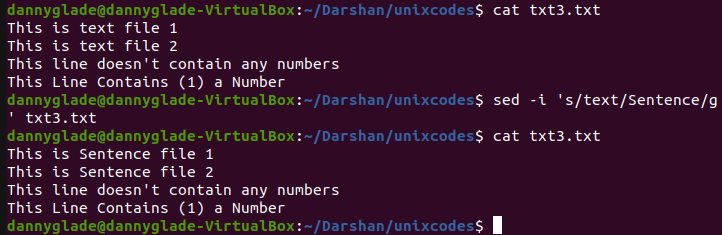 dannyglade@dannyglade-VirtualBox:~/Darshan/unixcodes$ cat txt3.txt
This is text file 1
This is text file 2
This line doesn't contain any numbers
This Line Contains (1) a Number
dannyglade@dannyglade-VirtualBox:~/Darshan/unixcodes$ sed -i 's/text/Sentence/g
' txt3.txt
dannyglade@dannyglade-VirtualBox:~/Darshan/unixcodes$ cat txt3.txt
This is Sentence file 1
This is Sentence file 2
This line doesn't contain any numbers
This Line Contains (1) a Number
dannyglade@dannyglade-VirtualBox:~/Darshan/unixcodes$